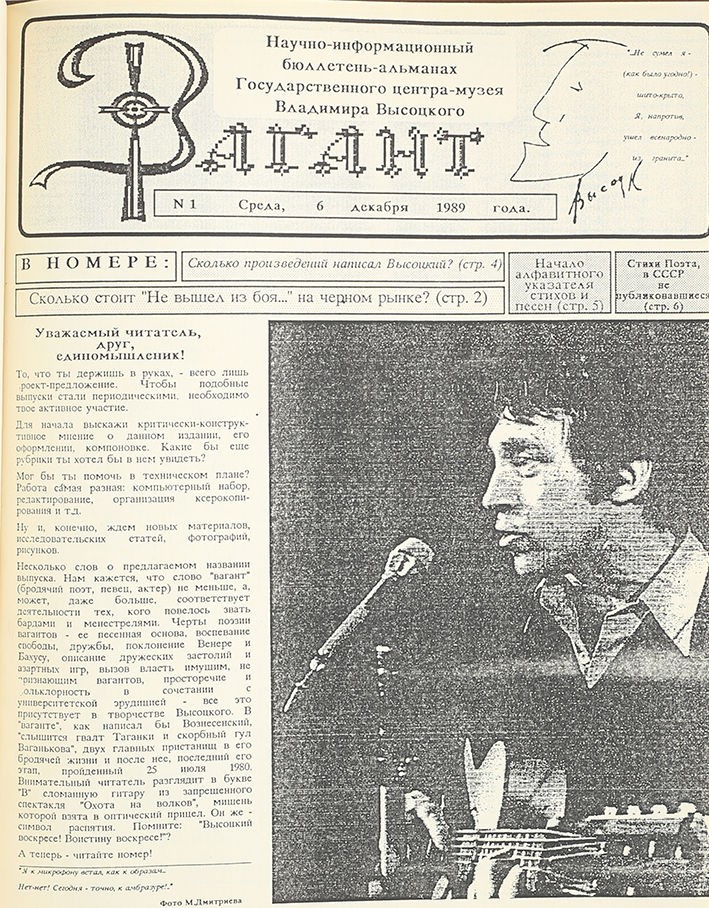 Научно-информационный
бюллетень-альманах
Государственного центра-музея
Владимира Высоцкого
ВАГАНТ
"...Не сумел я -
(как было угодно!) -
шито-крыто,
Я, напротив,
ушел всенародно -
из гранита..."
N 1 Среда, 6 декабря 1989 года.
В НОМЕРЕ:
Сколько произведений написал Высоцкий? (стр. 4)
Сколько стоит "Не вышел из боя..." на черном рынке? (стр. 2)
Начало
алфавитного
указателя
стихов и
песен (стр. 5)
Стихи Поэта,
в СССР
не
публиковавшиеся
(стр. 6)
Уважаемый читатель,
друг,
единомышленик!
То, что ты держишь в руках, - всего лишь
роект-предложение. Чтобы подобные
выпуски стали периодическими, необходимо
твое активное участие.
Для начала выскажи критически-конструк-
тивное мнение о данном издании, его
оформлении, компоновке. Какие бы еще
рубрики ты хотел бы в нем увидеть?
Мог бы ты помочь в техническом плане?
Работа самая разная: компьютерный набор,
редактирование, организация ксерокопи-
рования и т.д.
Ну и, конечно, ждем новых материалов,
исследовательских статей, фотографий,
рисунков.
Несколько слов о предлагаемом названии
выпуска. Нам кажется, что слово "вагант"
(бродячий поэт, певец, актер) не меньше, а,
может, даже больше, соответствует
деятельности тех, кого повелось звать
бардами и менестрелями. Черты поэзии
вагантов - ее песенная основа, воспевание
свободы, дружбы, поклонение Венере и
Бахусу, описание дружеских застолий и
азартных игр, вызов власть имущим, не
признающим вагантов, просторечие и
ольклорность в сочетании с
университетской эрудицией - все это
присутствует в творчестве Высоцкого. В
"ваганте", как написал бы Вознесенский,
"слышится гвалт Таганки и скорбный гул
Ваганькова", двух главных пристанищ в его
бродячей жизни и после нее, последний его
этап, пройденный 25 июля 1980.
Внимательный читатель разглядит в букве
"В" сломанную гитару из запрещенного
спектакля "Охота на волков", мишень
которой взята в оптический прицел. Он же -
символ распятия. Помните: "Высоцкий
воскресе! Воистину воскресе!"?
А теперь - читайте номер!
"Я к микрофону встал, как к образам...
Нет-нет! Сегодня - точно, к амбразуре!.."
Фото М.Дмитриева